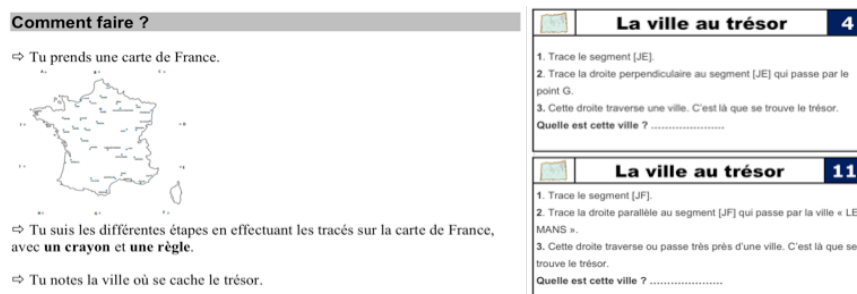 Comment faire ?
⇨ Tu prends une carte de France.
⇨ Tu suis les différentes étapes en effectuant les tracés sur la carte de France,
avec un crayon et une règle.
⇨ Tu notes la ville où se cache le trésor.
La ville au trésor 4
1. Trace le segment [JE].
2. Trace la droite perpendiculaire au segment [JE] qui passe par le
point G.
3. Cette droite traverse une ville. C'est là que se trouve le trésor.
Quelle est cette ville ? ......................
La ville au trésor 11
1. Trace le segment [JF].
2. Trace la droite parallèle au segment [JF] qui passe par la ville « LE
MANS ».
3. Cette droite traverse ou passe très près d'une ville. C'est là que se
trouve le trésor.
Quelle est cette ville ? ......................